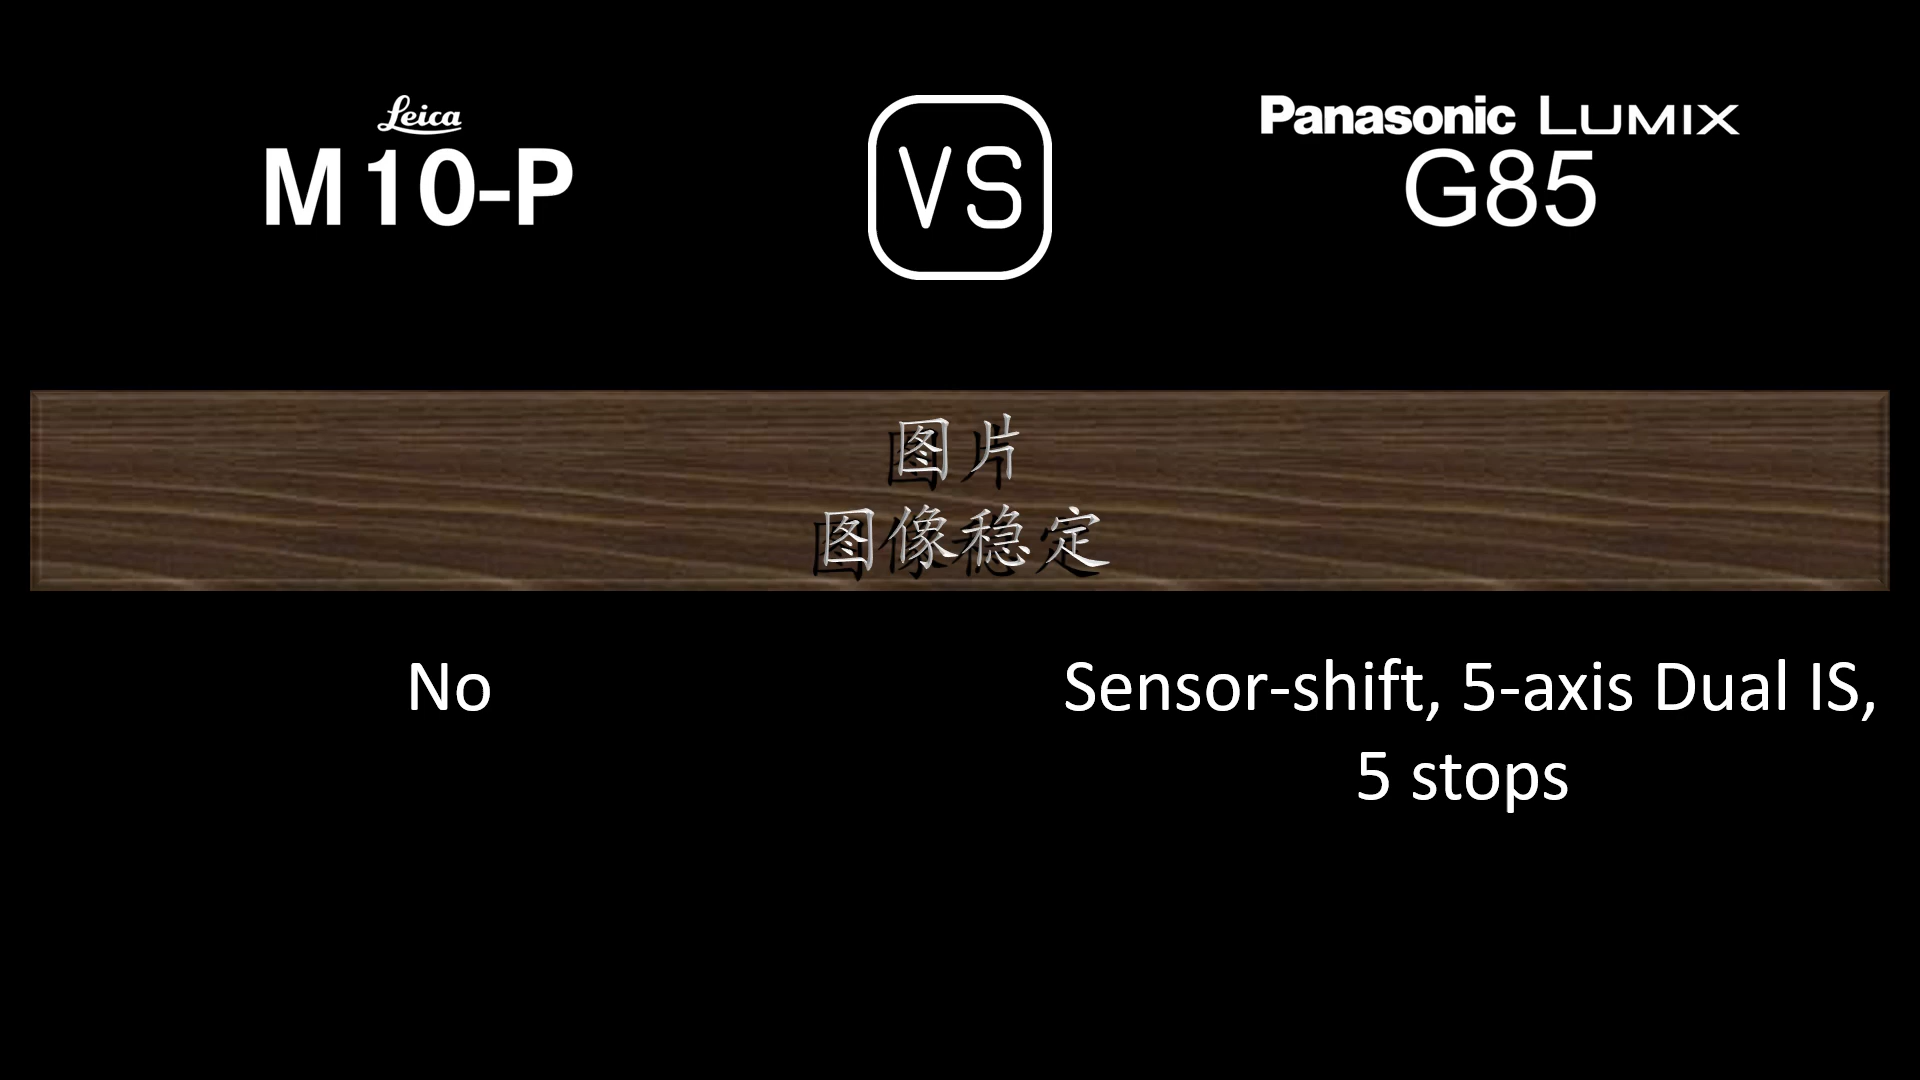 Leica
M10-P
VS
Panasonic LUMIX
G85
图片
图像稳定
No
Sensor-shift, 5-axis Dual IS,
5 stops